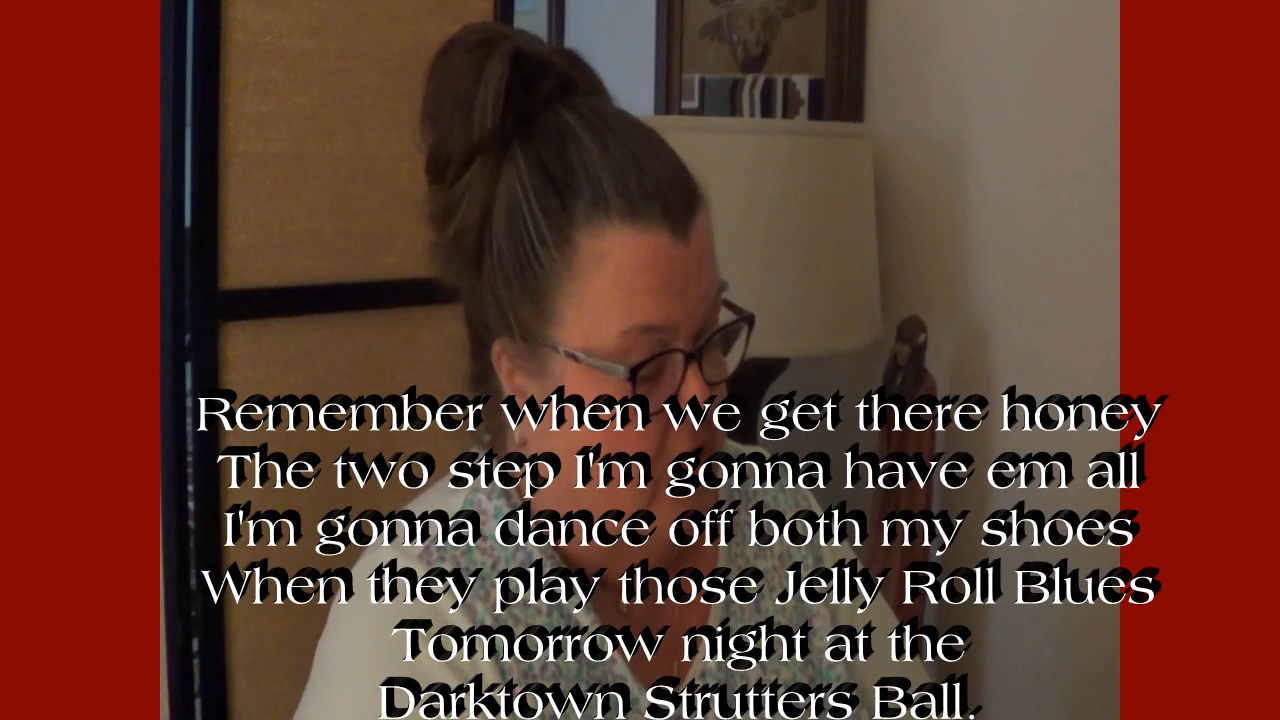 Remember when we get there honey
The two step I'm gonna have em all
I'm gonna dance off both my shoes
When they play those Jelly Roll Blues
Tomorrow night at the
Darktown Strutters Ball.